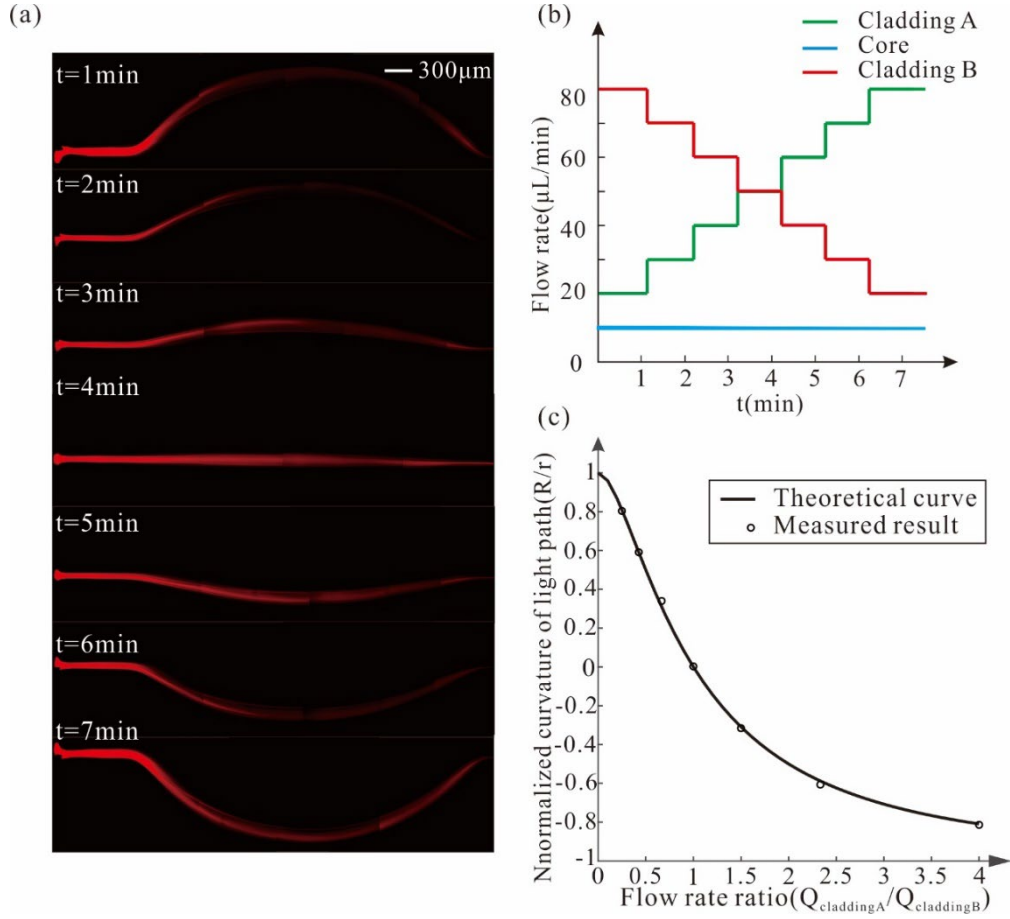 (a)
t=1min
300μm
t=2min
t=3min
t=4min
t=5min
t=6min
t=7min
(b)
Cladding A
Core
Cladding B
Flow rate(μL/min)
80
60
40
20
0
1 2 3 4 5 6 7
t(min)
(c)
Nnormalized curvature of light path(R/r)
Theoretical curve
Measured result
1
0.8
0.6
0.4
0.2
0
-0.2
-0.4
-0.6
-0.8
-1
0 0.5 1 1.5 2 2.5 3 3.5 4
Flow rate ratio(QcladdingA/QcladdingB)